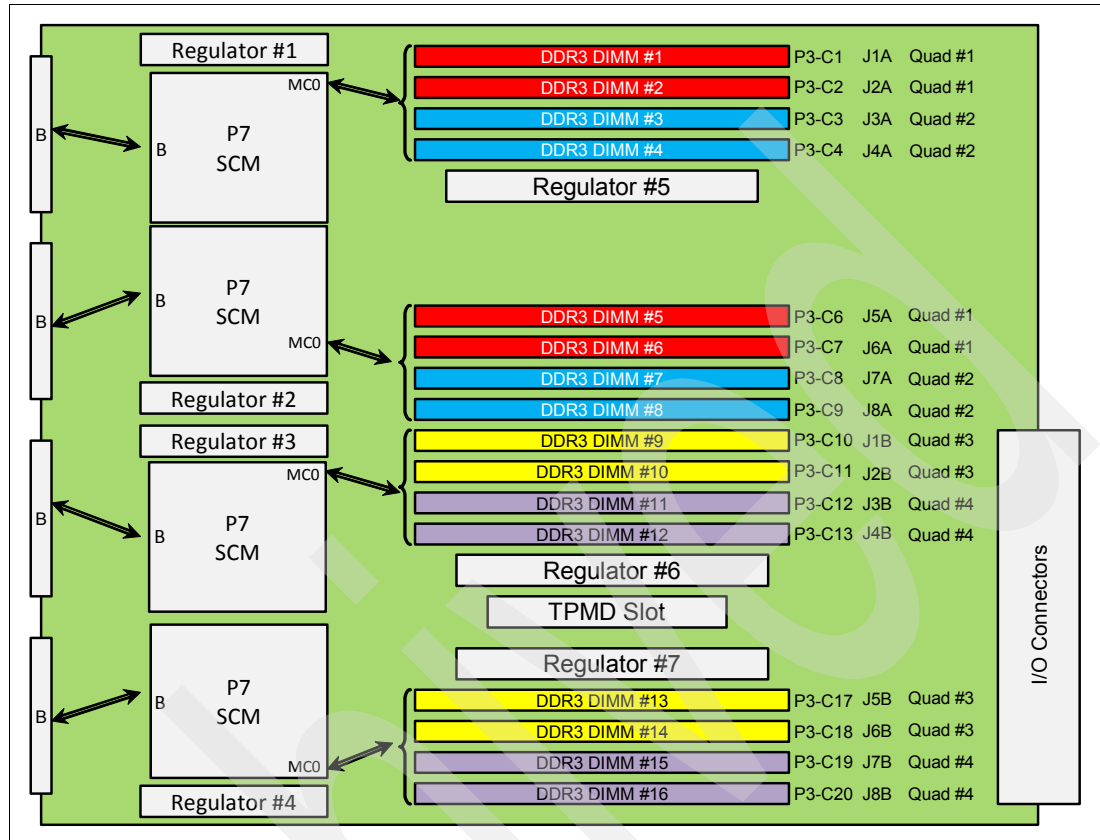 Regulator #1
DDR3 DIMM #1 P3-C1 J1A Quad #1
MC0
DDR3 DIMM #2 P3-C2 J2A Quad #1
DDR3 DIMM #3 P3-C3 J3A Quad #2
B B P7 SCM
DDR3 DIMM #4 P3-C4 J4A Quad #2
Regulator #5
B B P7 SCM
DDR3 DIMM #5 P3-C6 J5A Quad #1
MC0
DDR3 DIMM #6 P3-C7 J6A Quad #1
DDR3 DIMM #7 P3-C8 J7A Quad #2
Regulator #2
DDR3 DIMM #8 P3-C9 J8A Quad #2
Regulator #3
DDR3 DIMM #9 P3-C10 J1B Quad #3
MC0
DDR3 DIMM #10 P3-C11 J2B Quad #3
DDR3 DIMM #11 P3-C12 J3B Quad #4
B B P7 SCM
DDR3 DIMM #12 P3-C13 J4B Quad #4
Regulator #6
TPMD Slot
I/O Connectors
Regulator #7
B B P7 SCM
DDR3 DIMM #13 P3-C17 J5B Quad #3
DDR3 DIMM #14 P3-C18 J6B Quad #3
MC0
DDR3 DIMM #15 P3-C19 J7B Quad #4
Regulator #4
DDR3 DIMM #16 P3-C20 J8B Quad #4